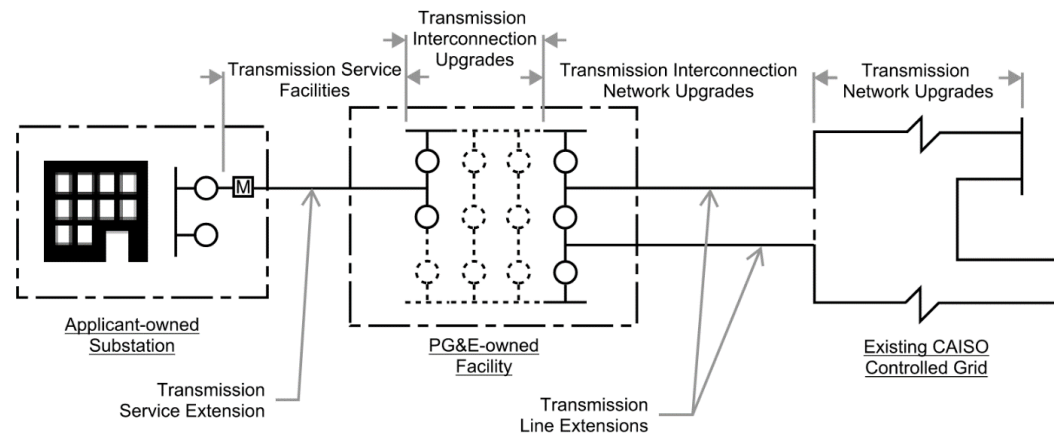 Transmission
Interconnection
Upgrades
Transmission Service
Facilities
Transmission Interconnection
Network Upgrades
Transmission
Network Upgrades
M
Applicant-owned
Substation
PG&E-owned
Facility
Existing CAISO
Controlled Grid
Transmission
Service Extension
Transmission
Line Extensions